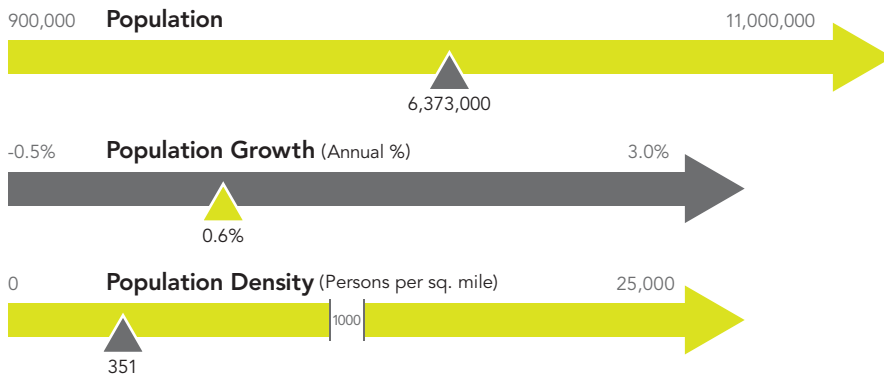 900,000 Population 11,000,000
6,373,000
-0.5% Population Growth (Annual %) 3.0%
0.6%
0 Population Density (Persons per sq. mile) 25,000
1000
351